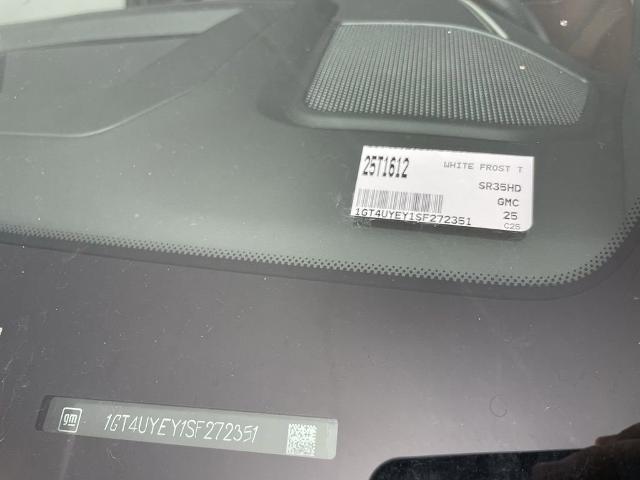 25T1612
WHITE FROST T
SR35HD
GMC
1GT4UYEY1SF272351
25
C25
gm
1GT4UYEY1SF272351